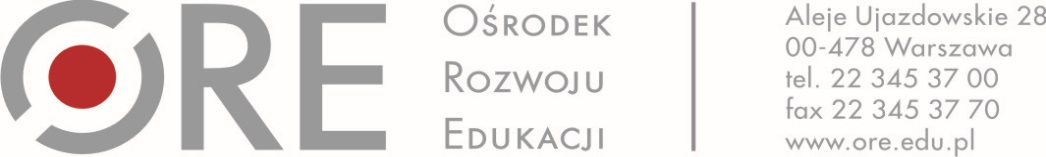 ORE
Ośrodek
Rozwoju
Edukacji
Aleje Ujazdowskie 28
00-478 Warszawa
tel. 22 345 37 00
fax 22 345 37 70
www.ore.edu.pl